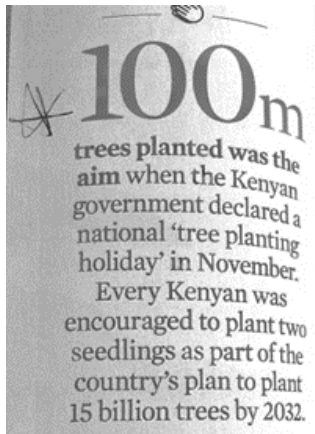 100m
trees planted was the
aim when the Kenyan
government declared a
national ‘tree planting
holiday’ in November.
Every Kenyan was
encouraged to plant two
seedlings as part of the
country’s plan to plant
15 billion trees by 2032.